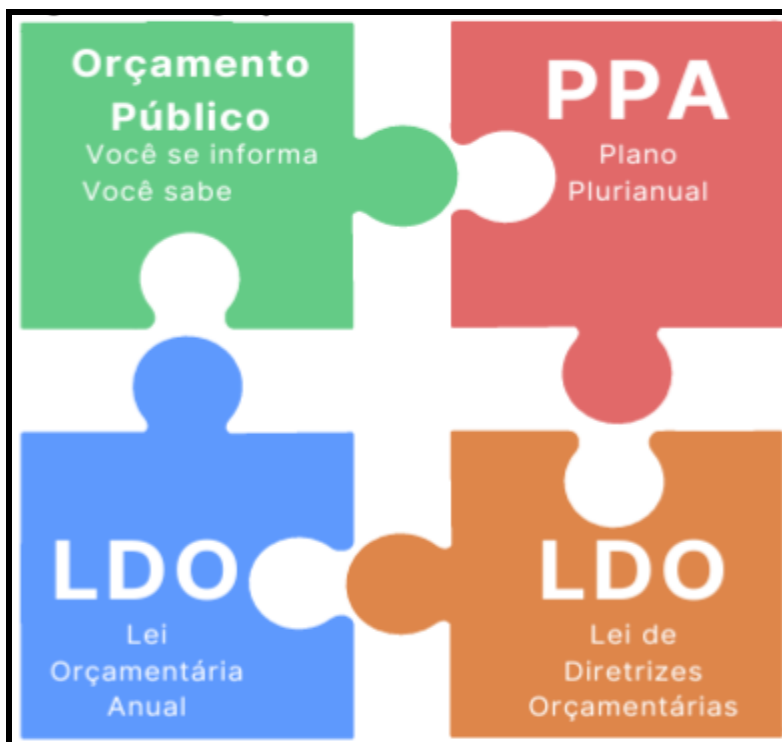 Orçamento
Público
Você se informa
Você sabe
PPA
Plano
Plurianual
LDO
Lei
Orçamentária
Anual
LDO
Lei de
Diretrizes
Orçamentárias